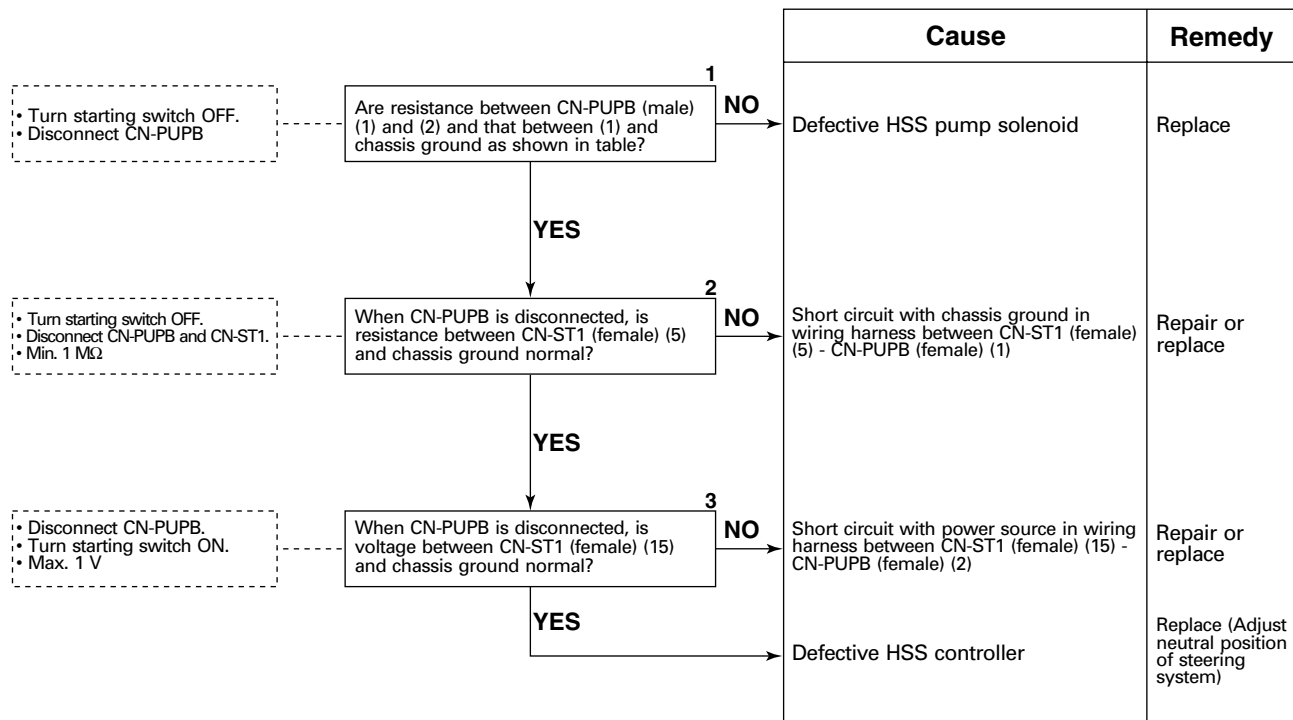 Cause
Remedy
1
• Turn starting switch OFF.
• Disconnect CN-PUPB
Are resistance between CN-PUPB (male)
(1) and (2) and that between (1) and
chassis ground as shown in table?
NO
Defective HSS pump solenoid
Replace
YES
2
• Turn starting switch OFF.
• Disconnect CN-PUPB and CN-ST1.
• Min. 1 MΩ
When CN-PUPB is disconnected, is
resistance between CN-ST1 (female) (5)
and chassis ground normal?
NO
Short circuit with chassis ground in
wiring harness between CN-ST1 (female)
(5) - CN-PUPB (female) (1)
Repair or
replace
YES
3
• Disconnect CN-PUPB.
• Turn starting switch ON.
• Max. 1 V
When CN-PUPB is disconnected, is
voltage between CN-ST1 (female) (15)
and chassis ground normal?
NO
Short circuit with power source in wiring
harness between CN-ST1 (female) (15) -
CN-PUPB (female) (2)
Repair or
replace
YES
Defective HSS controller
Replace (Adjust
neutral position
of steering
system)